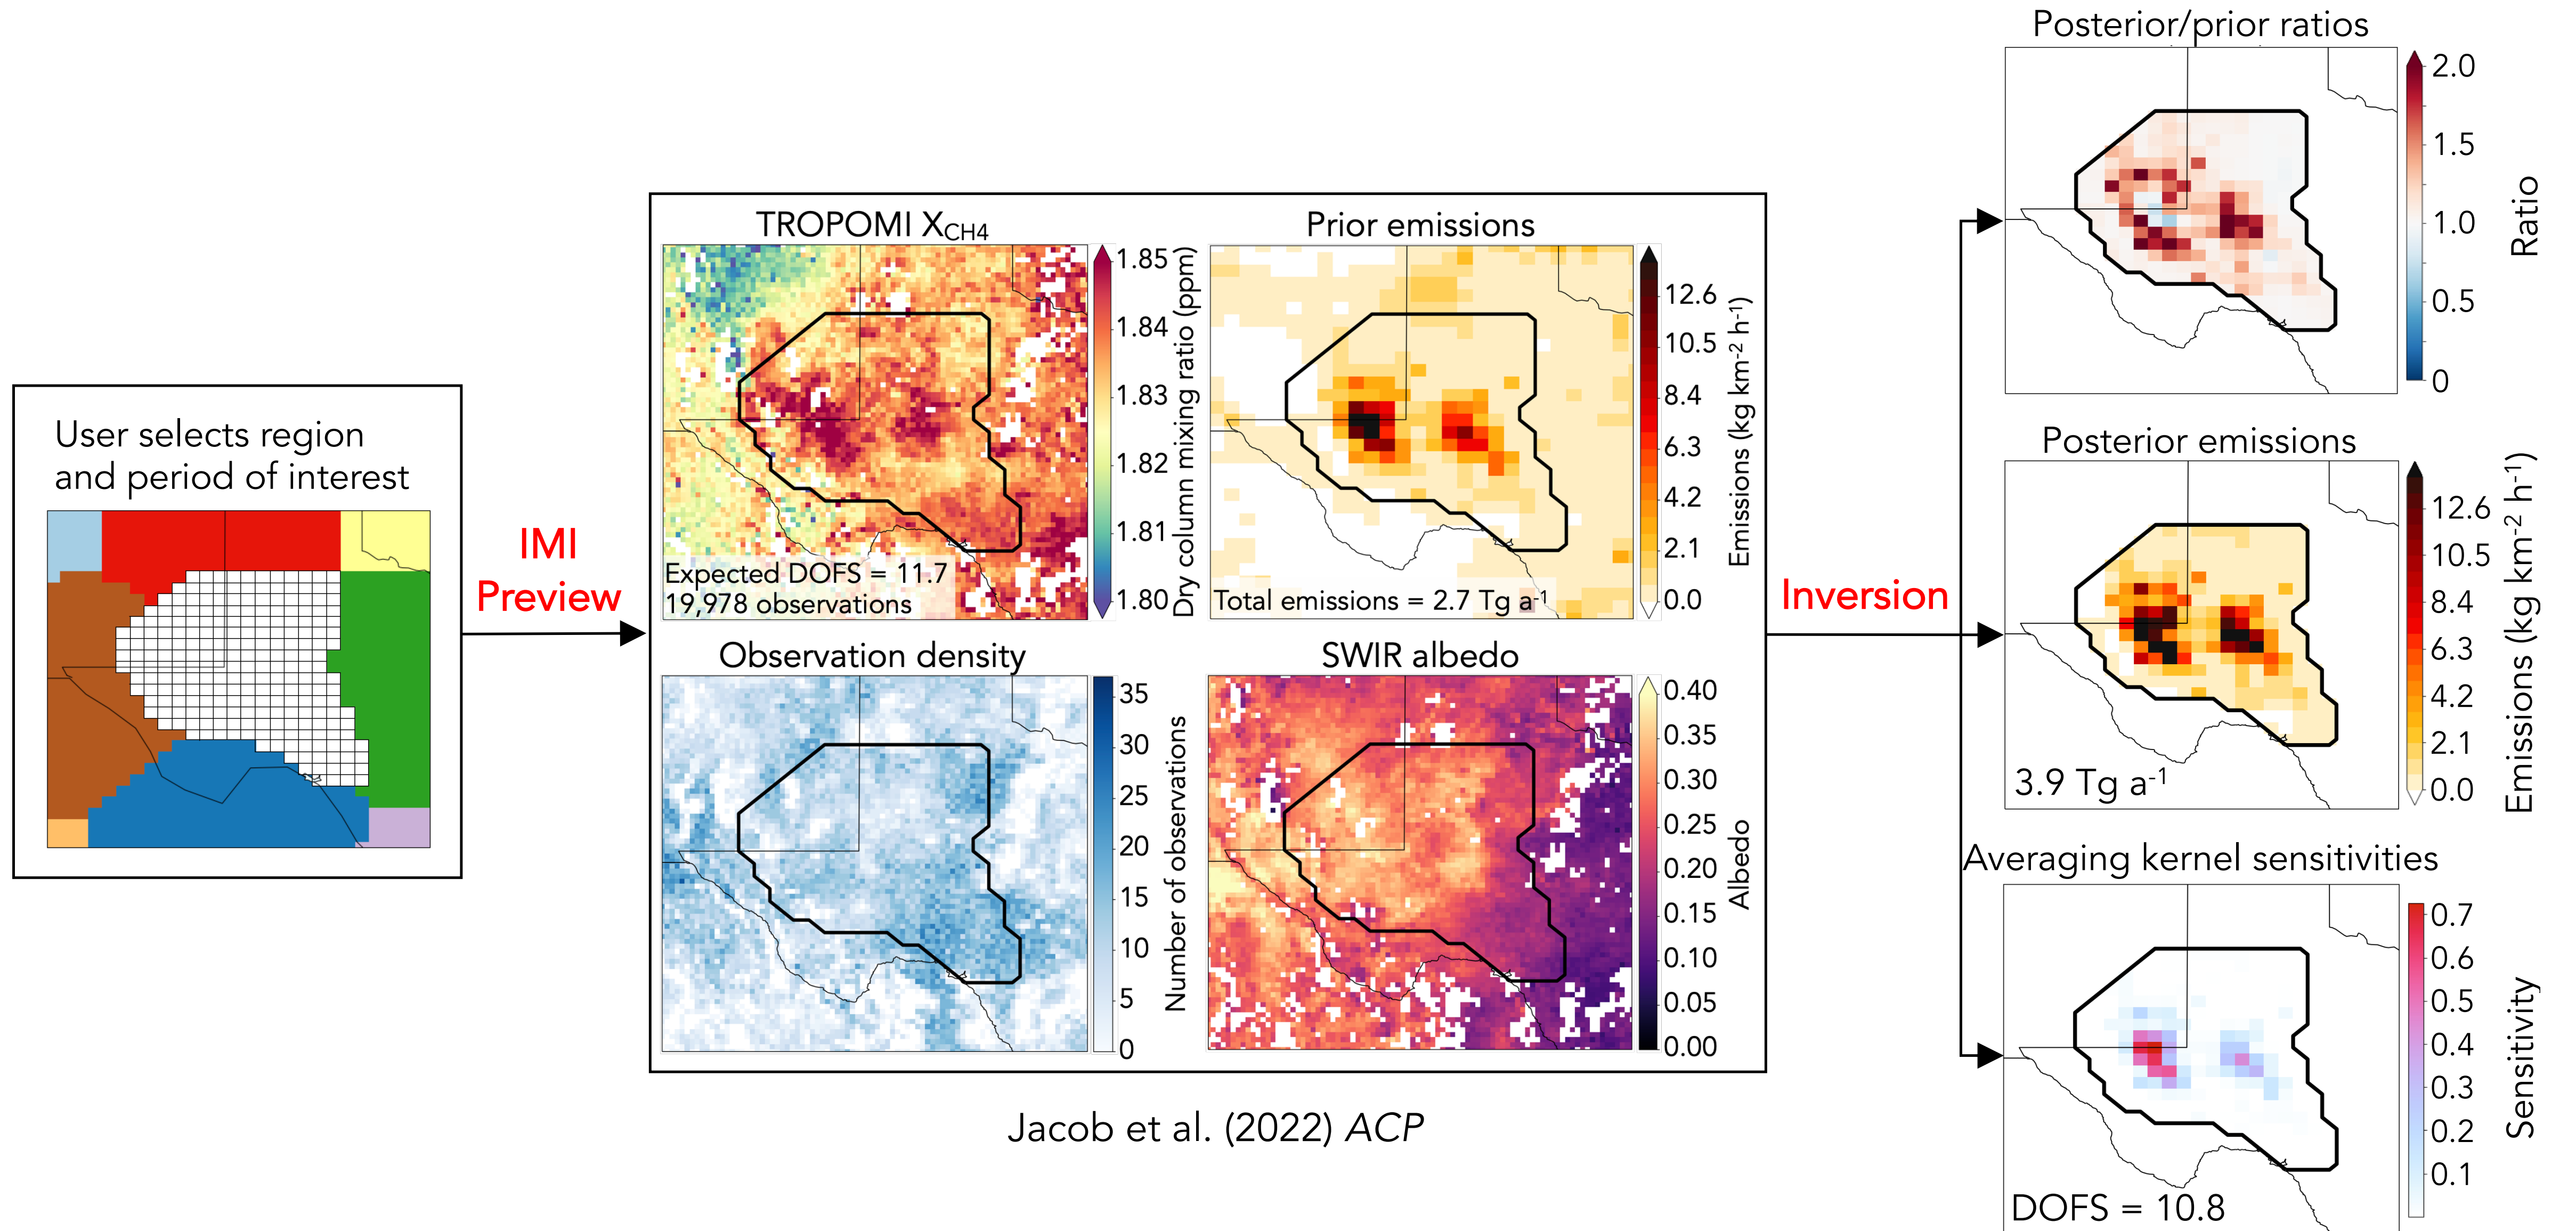 User selects region
and period of interest
IMI
Preview
TROPOMI XCH4
1.85
1.84
1.83
1.82
1.81
1.80
Dry column mixing ratio (ppm)
Expected DOFS = 11.7
19,978 observations
Prior emissions
12.6
10.5
8.4
6.3
4.2
2.1
0.0
Emissions (kg km-2 h-1)
Total emissions = 2.7 Tg a-1
Observation density
35
30
25
20
15
10
5
0
Number of observations
SWIR albedo
0.40
0.35
0.30
0.25
0.20
0.15
0.10
0.05
0.00
Albedo
Jacob et al. (2022) ACP
Inversion
Posterior/prior ratios
2.0
1.5
1.0
0.5
0
Ratio
Posterior emissions
12.6
10.5
8.4
6.3
4.2
2.1
0.0
Emissions (kg km-2 h-1)
3.9 Tg a-1
Averaging kernel sensitivities
0.7
0.6
0.5
0.4
0.3
0.2
0.1
Sensitivity
DOFS = 10.8